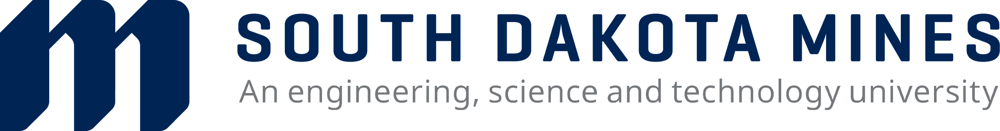 SOUTH DAKOTA MINES
An engineering, science and technology university